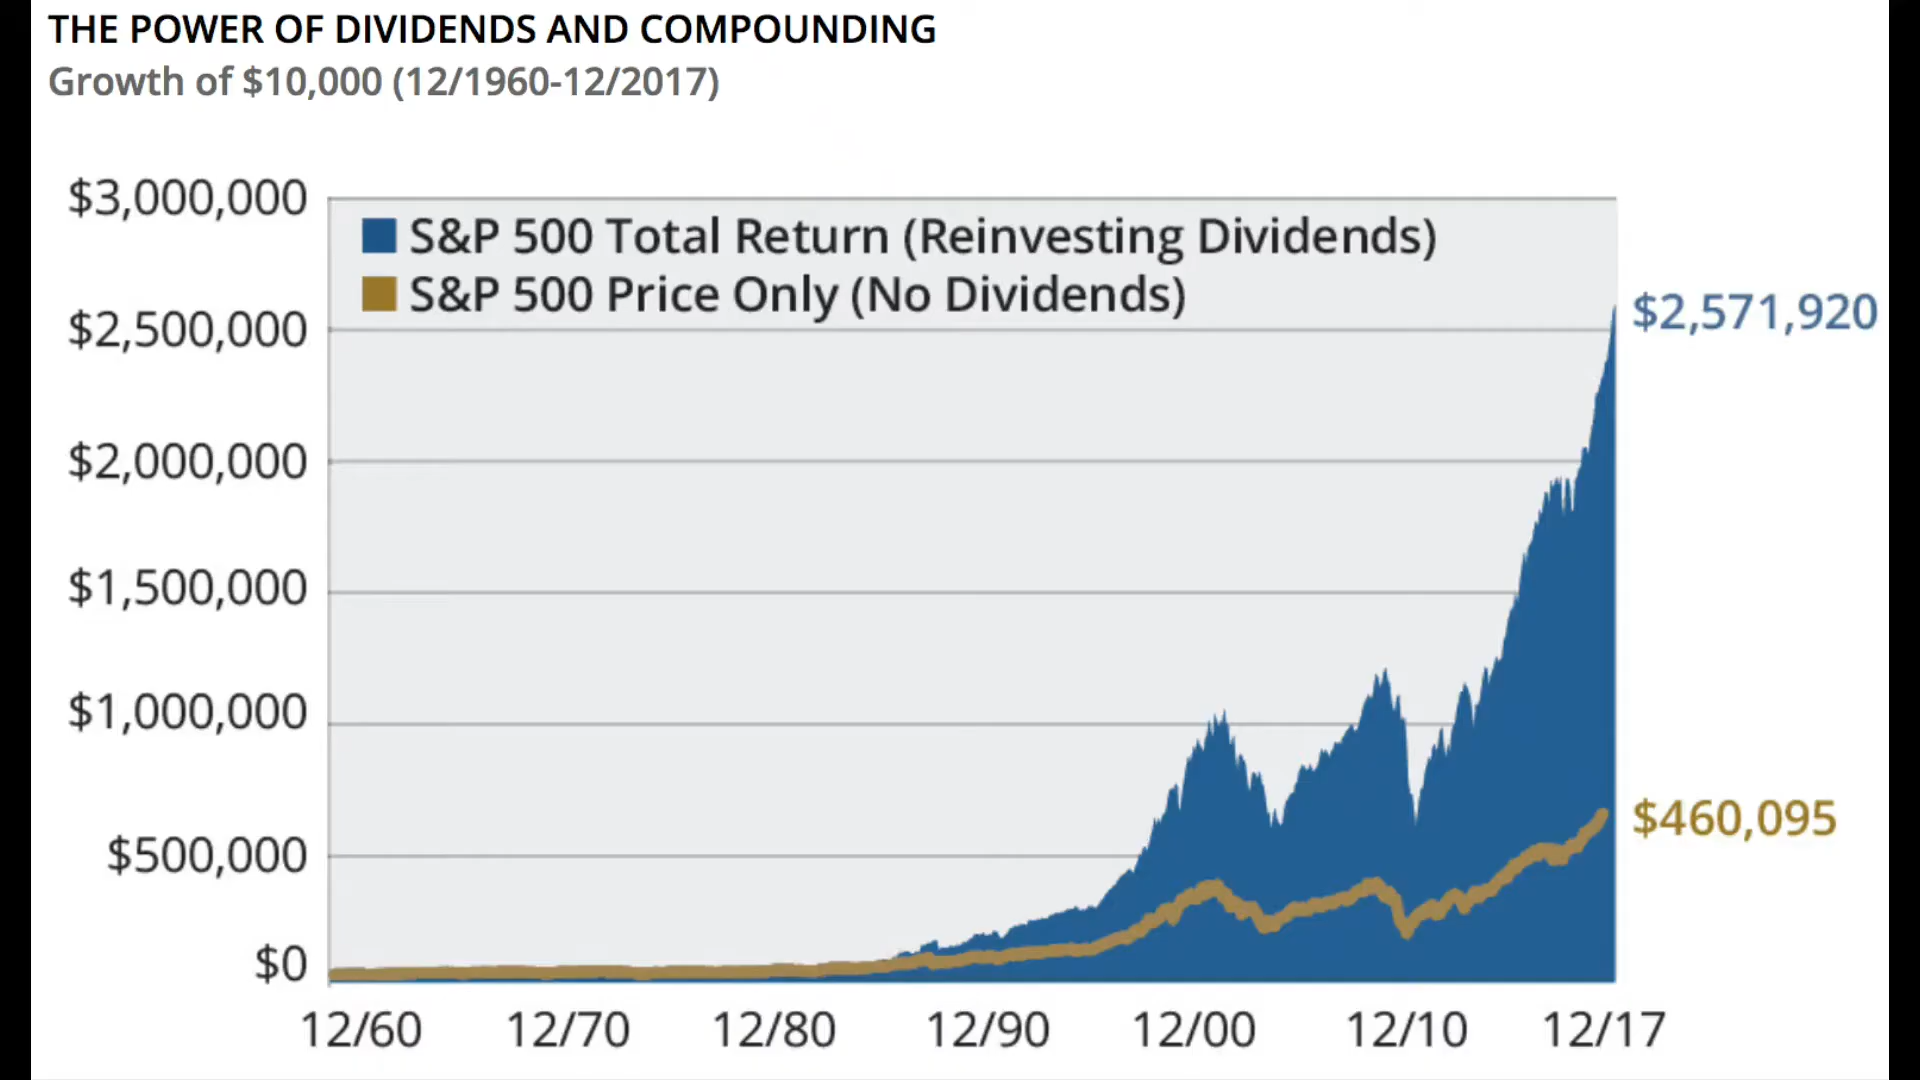 THE POWER OF DIVIDENDS AND COMPOUNDING
Growth of $10,000 (12/1960-12/2017)
$3,000,000
S&P 500 Total Return (Reinvesting Dividends)
S&P 500 Price Only (No Dividends)
$2,571,920
$2,500,000
$2,000,000
$1,500,000
$1,000,000
$460,095
$500,000
$0
12/60 12/70 12/80 12/90 12/00 12/10 12/17